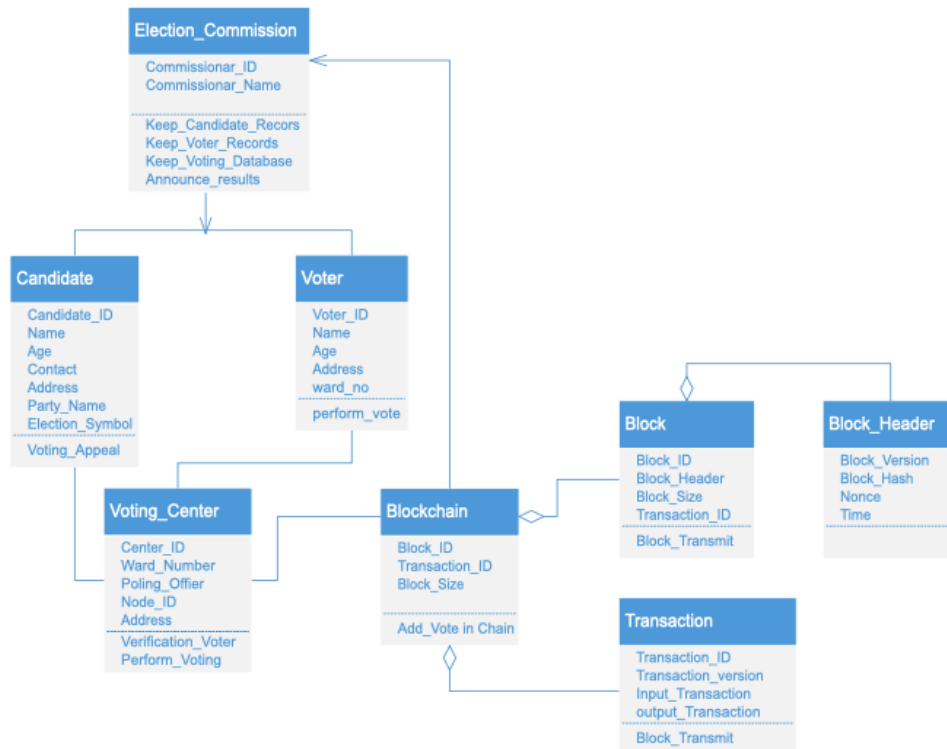 Election_Commission
Commissionar_ID
Commissionar_Name
Keep_Candidate_Recors
Keep_Voter_Records
Keep_Voting_Database
Announce_results
Candidate
Candidate_ID
Name
Age
Contact
Address
Party_Name
Election_Symbol
Voting_Appeal
Voter
Voter_ID
Name
Age
Address
ward_no
perform_vote
Voting_Center
Center_ID
Ward_Number
Poling_Offier
Node_ID
Address
Verification_Voter
Perform_Voting
Blockchain
Block_ID
Transaction_ID
Block_Size
Add_Vote in Chain
Block
Block_ID
Block_Header
Block_Size
Transaction_ID
Block_Transmit
Block_Header
Block_Version
Block_Hash
Nonce
Time
Transaction
Transaction_ID
Transaction_version
Input_Transaction
output_Transaction
Block_Transmit